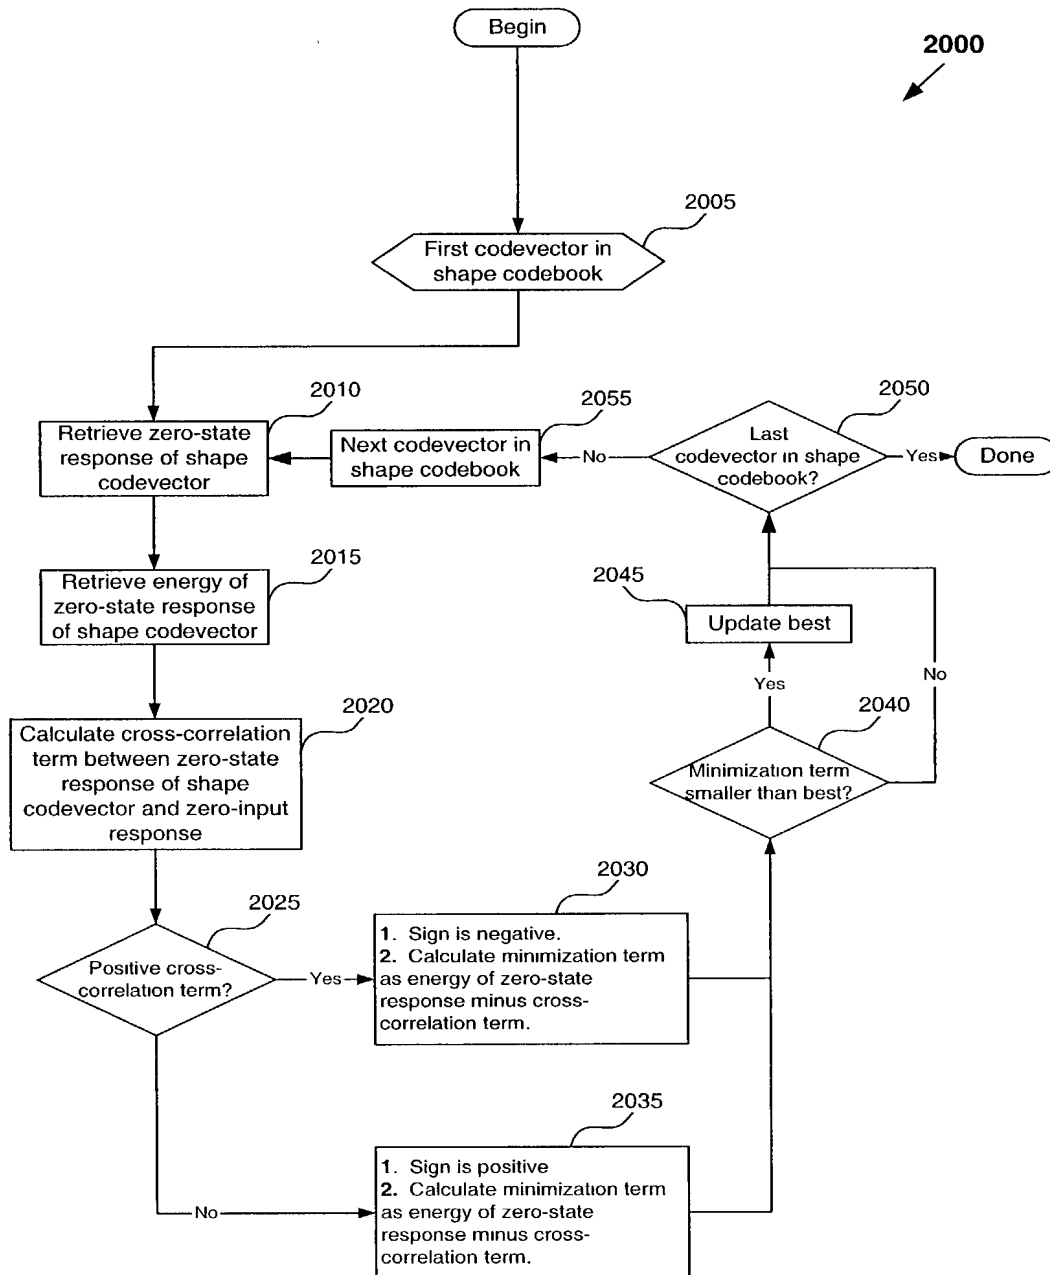 Begin
2000
2005
First codevector in
shape codebook
2010
Retrieve zero-state
response of shape
codevector
2055
Next codevector in
shape codebook
No
2050
Last
codevector in shape
codebook?
Yes
Done
2015
Retrieve energy of
zero-state response
of shape codevector
2045
Update best
Yes
No
2020
Calculate cross-correlation
term between zero-state
response of shape
codevector and zero-input
response
2040
Minimization term
smaller than best?
2025
Positive cross-
correlation term?
Yes
2030
1. Sign is negative.
2. Calculate minimization term
as energy of zero-state
response minus cross-
correlation term.
No
2035
1. Sign is positive
2. Calculate minimization term
as energy of zero-state
response minus cross-
correlation term.